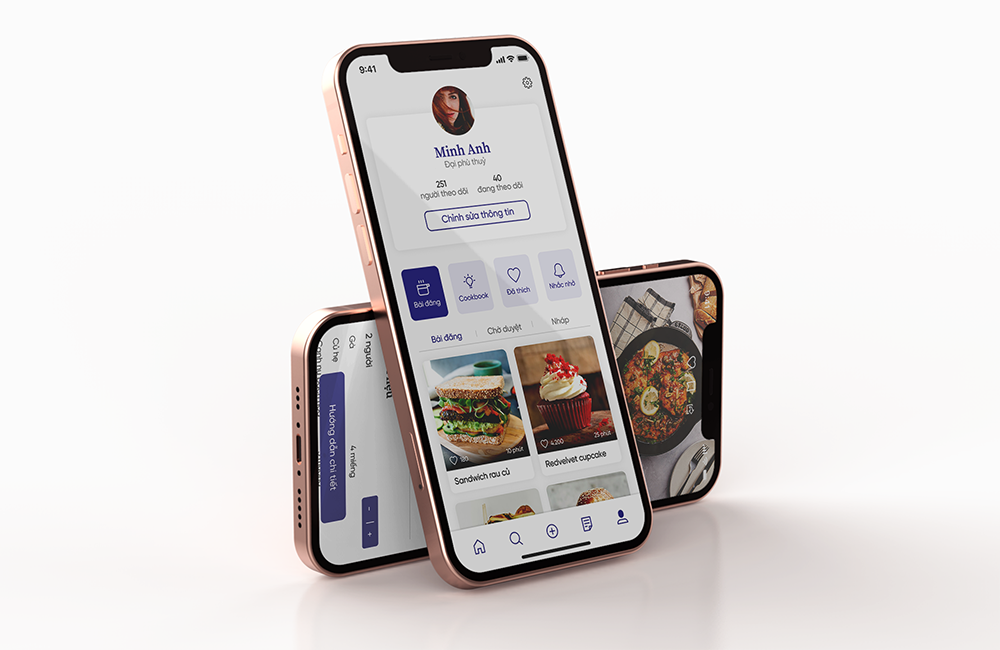 9:41
Minh Anh
Đại phù thuỷ
251
người theo dõi
40
đang theo dõi
Chỉnh sửa thông tin
Bài đăng
Cookbook
Đã thích
Nhắc nhở
Bài đăng
Chờ duyệt
Nháp
10 phút
4.200
25 phút
Sandwich rau củ
Redvelvet cupcake
2 người
Gà
4 miếng
Củ hẹ
- | +
Hướng dẫn chi tiết
9:41